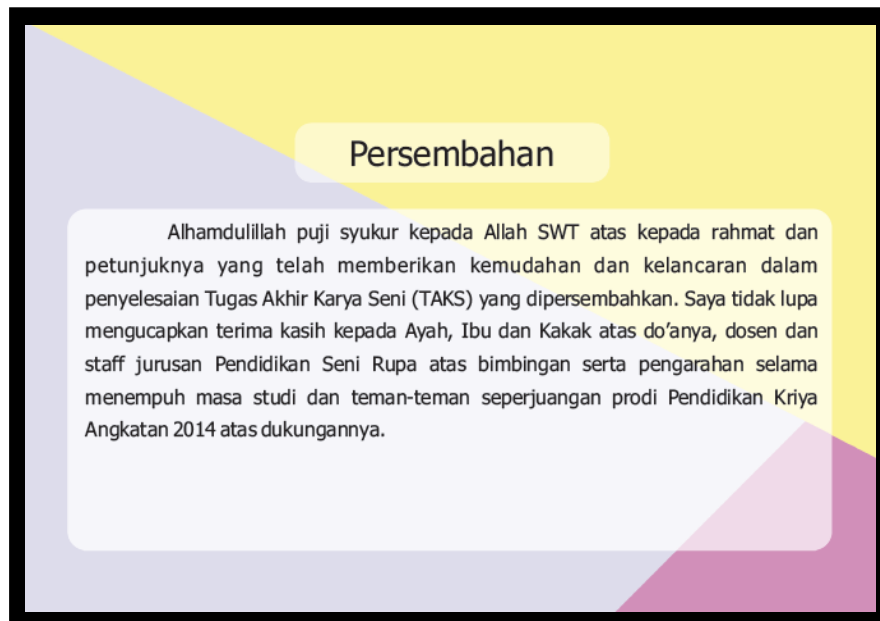 Persembahan
Alhamdulillah puji syukur kepada Allah SWT atas kepada rahmat dan
petunjuknya yang telah memberikan kemudahan dan kelancaran dalam
penyelesaian Tugas Akhir Karya Seni (TAKS) yang dipersembahkan. Saya tidak lupa
mengucapkan terima kasih kepada Ayah, Ibu dan Kakak atas do’anya, dosen dan
staff jurusan Pendidikan Seni Rupa atas bimbingan serta pengarahan selama
menempuh masa studi dan teman-teman seperjuangan prodi Pendidikan Kriya
Angkatan 2014 atas dukungannya.